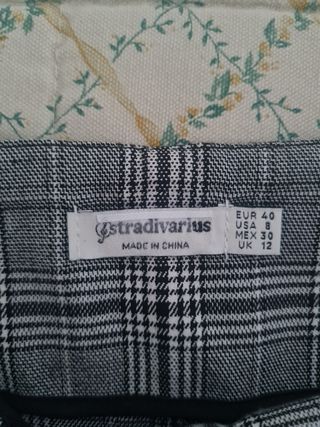 stradivarius
MADE IN CHINA
EUR 40
USA 8
MEX 30
UK 12